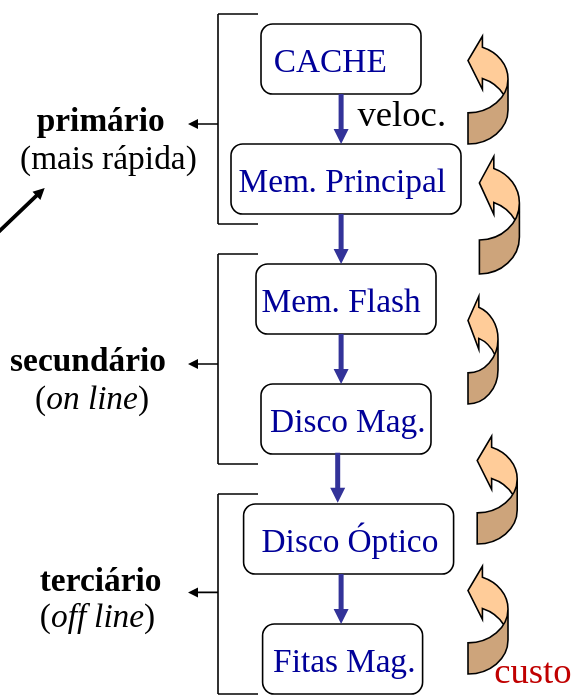 CACHE
veloc.
primário
(mais rápida)
Mem. Principal
Mem. Flash
secundário
(on line)
Disco Mag.
Disco Óptico
terciário
(off line)
Fitas Mag.
custo